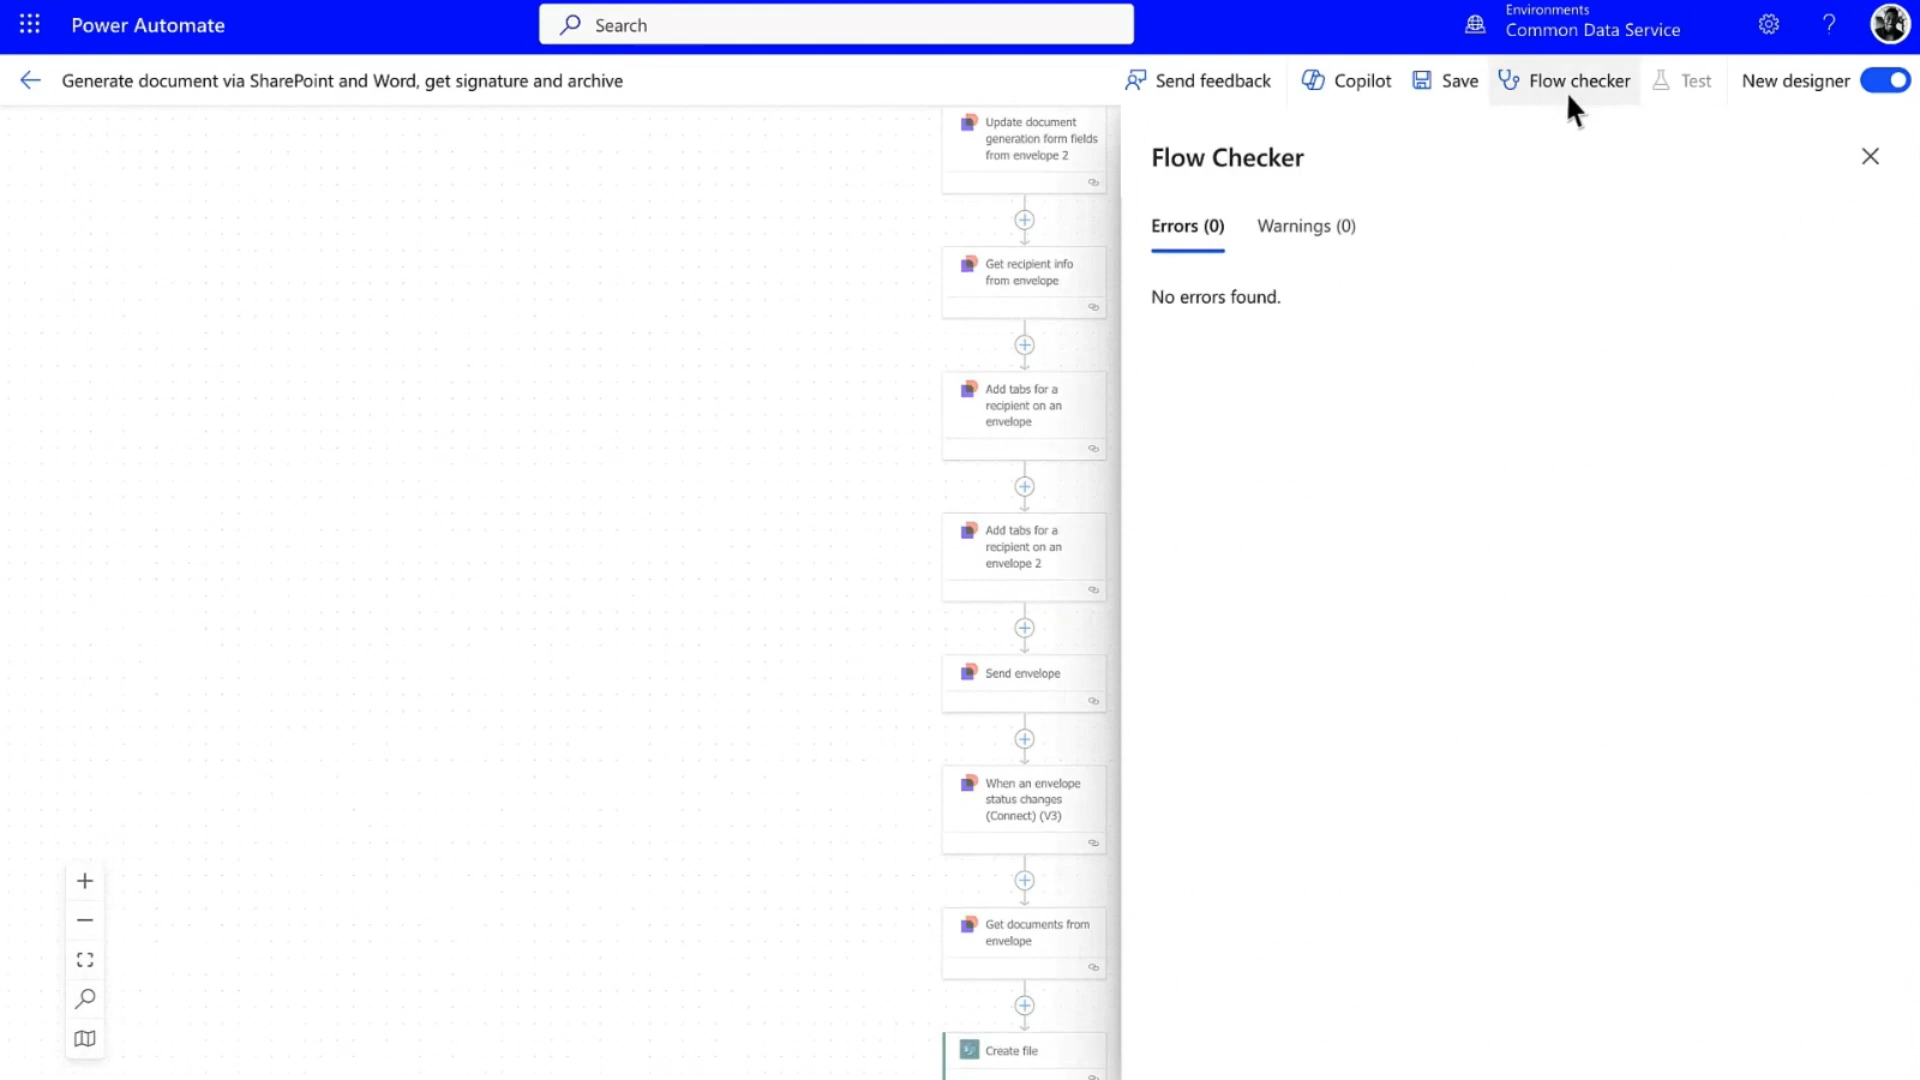 Power Automate
Search
Environments
Common Data Service
Generate document via SharePoint and Word, get signature and archive
Send feedback
Copilot
Save
Flow checker
Test
New designer
Update document
generation form fields
from envelope 2
Get recipient info
from envelope
Add tabs for a
recipient on an
envelope
Add tabs for a
recipient on an
envelope 2
Send envelope
When an envelope
status changes
(Connect) (V3)
Get documents from
envelope
Create file
Flow Checker
Errors (0)
Warnings (0)
No errors found.